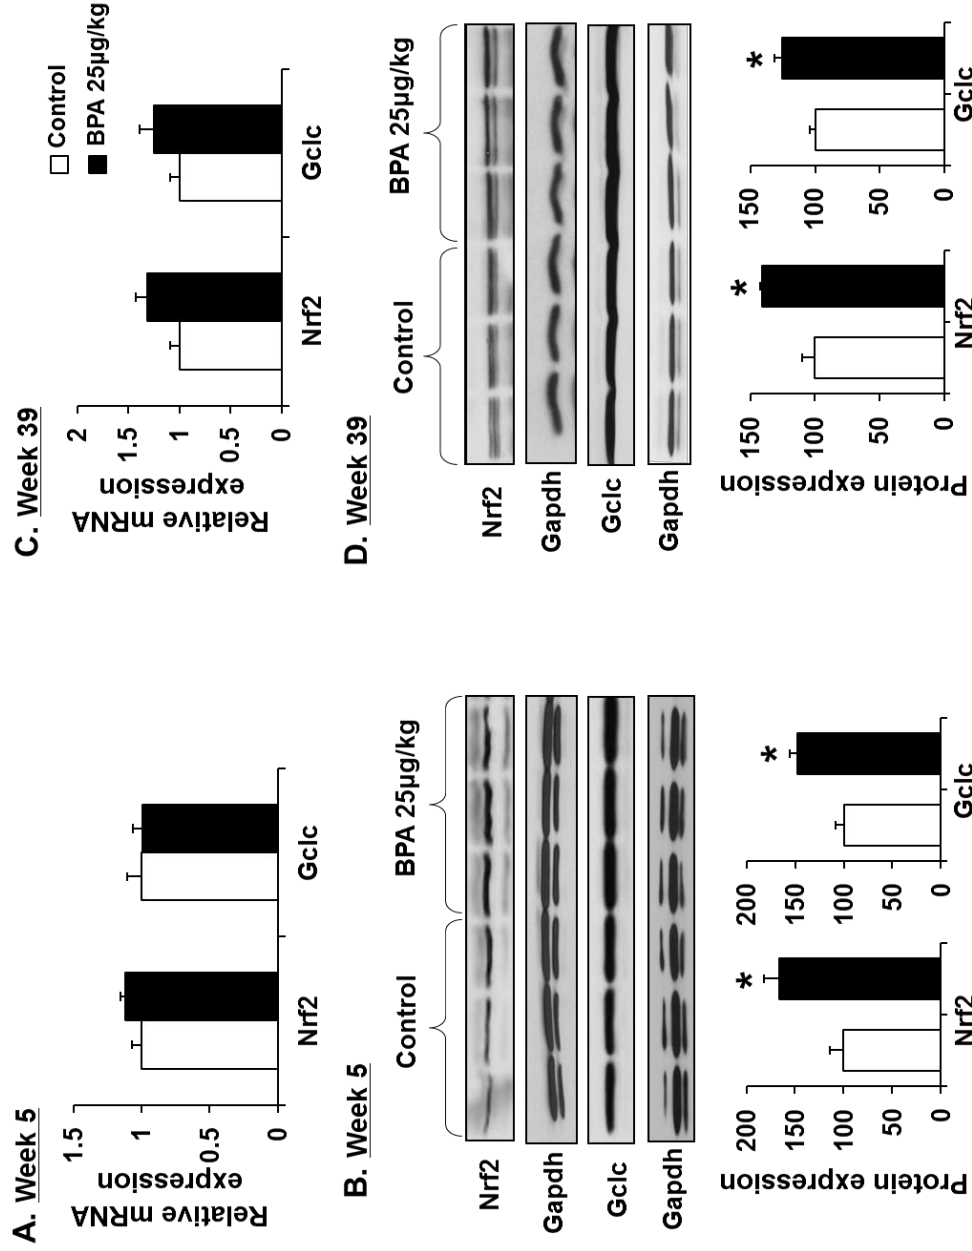 A. Week 5
Relative mRNA
expression
1.5
1
0.5
0
Nrf2
Gclc
B. Week 5
Control
BPA 25µg/kg
Nrf2
Gapdh
Gclc
Gapdh
Protein expression
200
150
100
50
0
*
Nrf2
200
150
100
50
0
*
Gclc
C. Week 39
Relative mRNA
expression
2
1.5
1
0.5
0
Nrf2
Gclc
Control
BPA 25µg/kg
D. Week 39
Control
BPA 25µg/kg
Nrf2
Gapdh
Gclc
Gapdh
Protein expression
150
100
50
0
*
Nrf2
150
100
50
0
*
Gclc